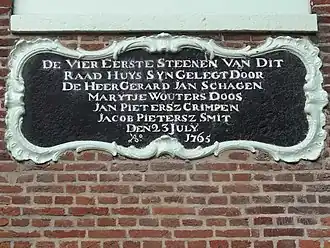 DE VIER EERSTE STEENEN VAN DIT
RAAD HUYS SYN GELEGT DOOR
DE HEER GERARD JAN SCHAGEN
MARYTJE WOUTERS DOOS
JAN PIETERSZ CRIMPEN
JACOB PIETERSZ SMIT
DEN 23 JULY
Ao 1765